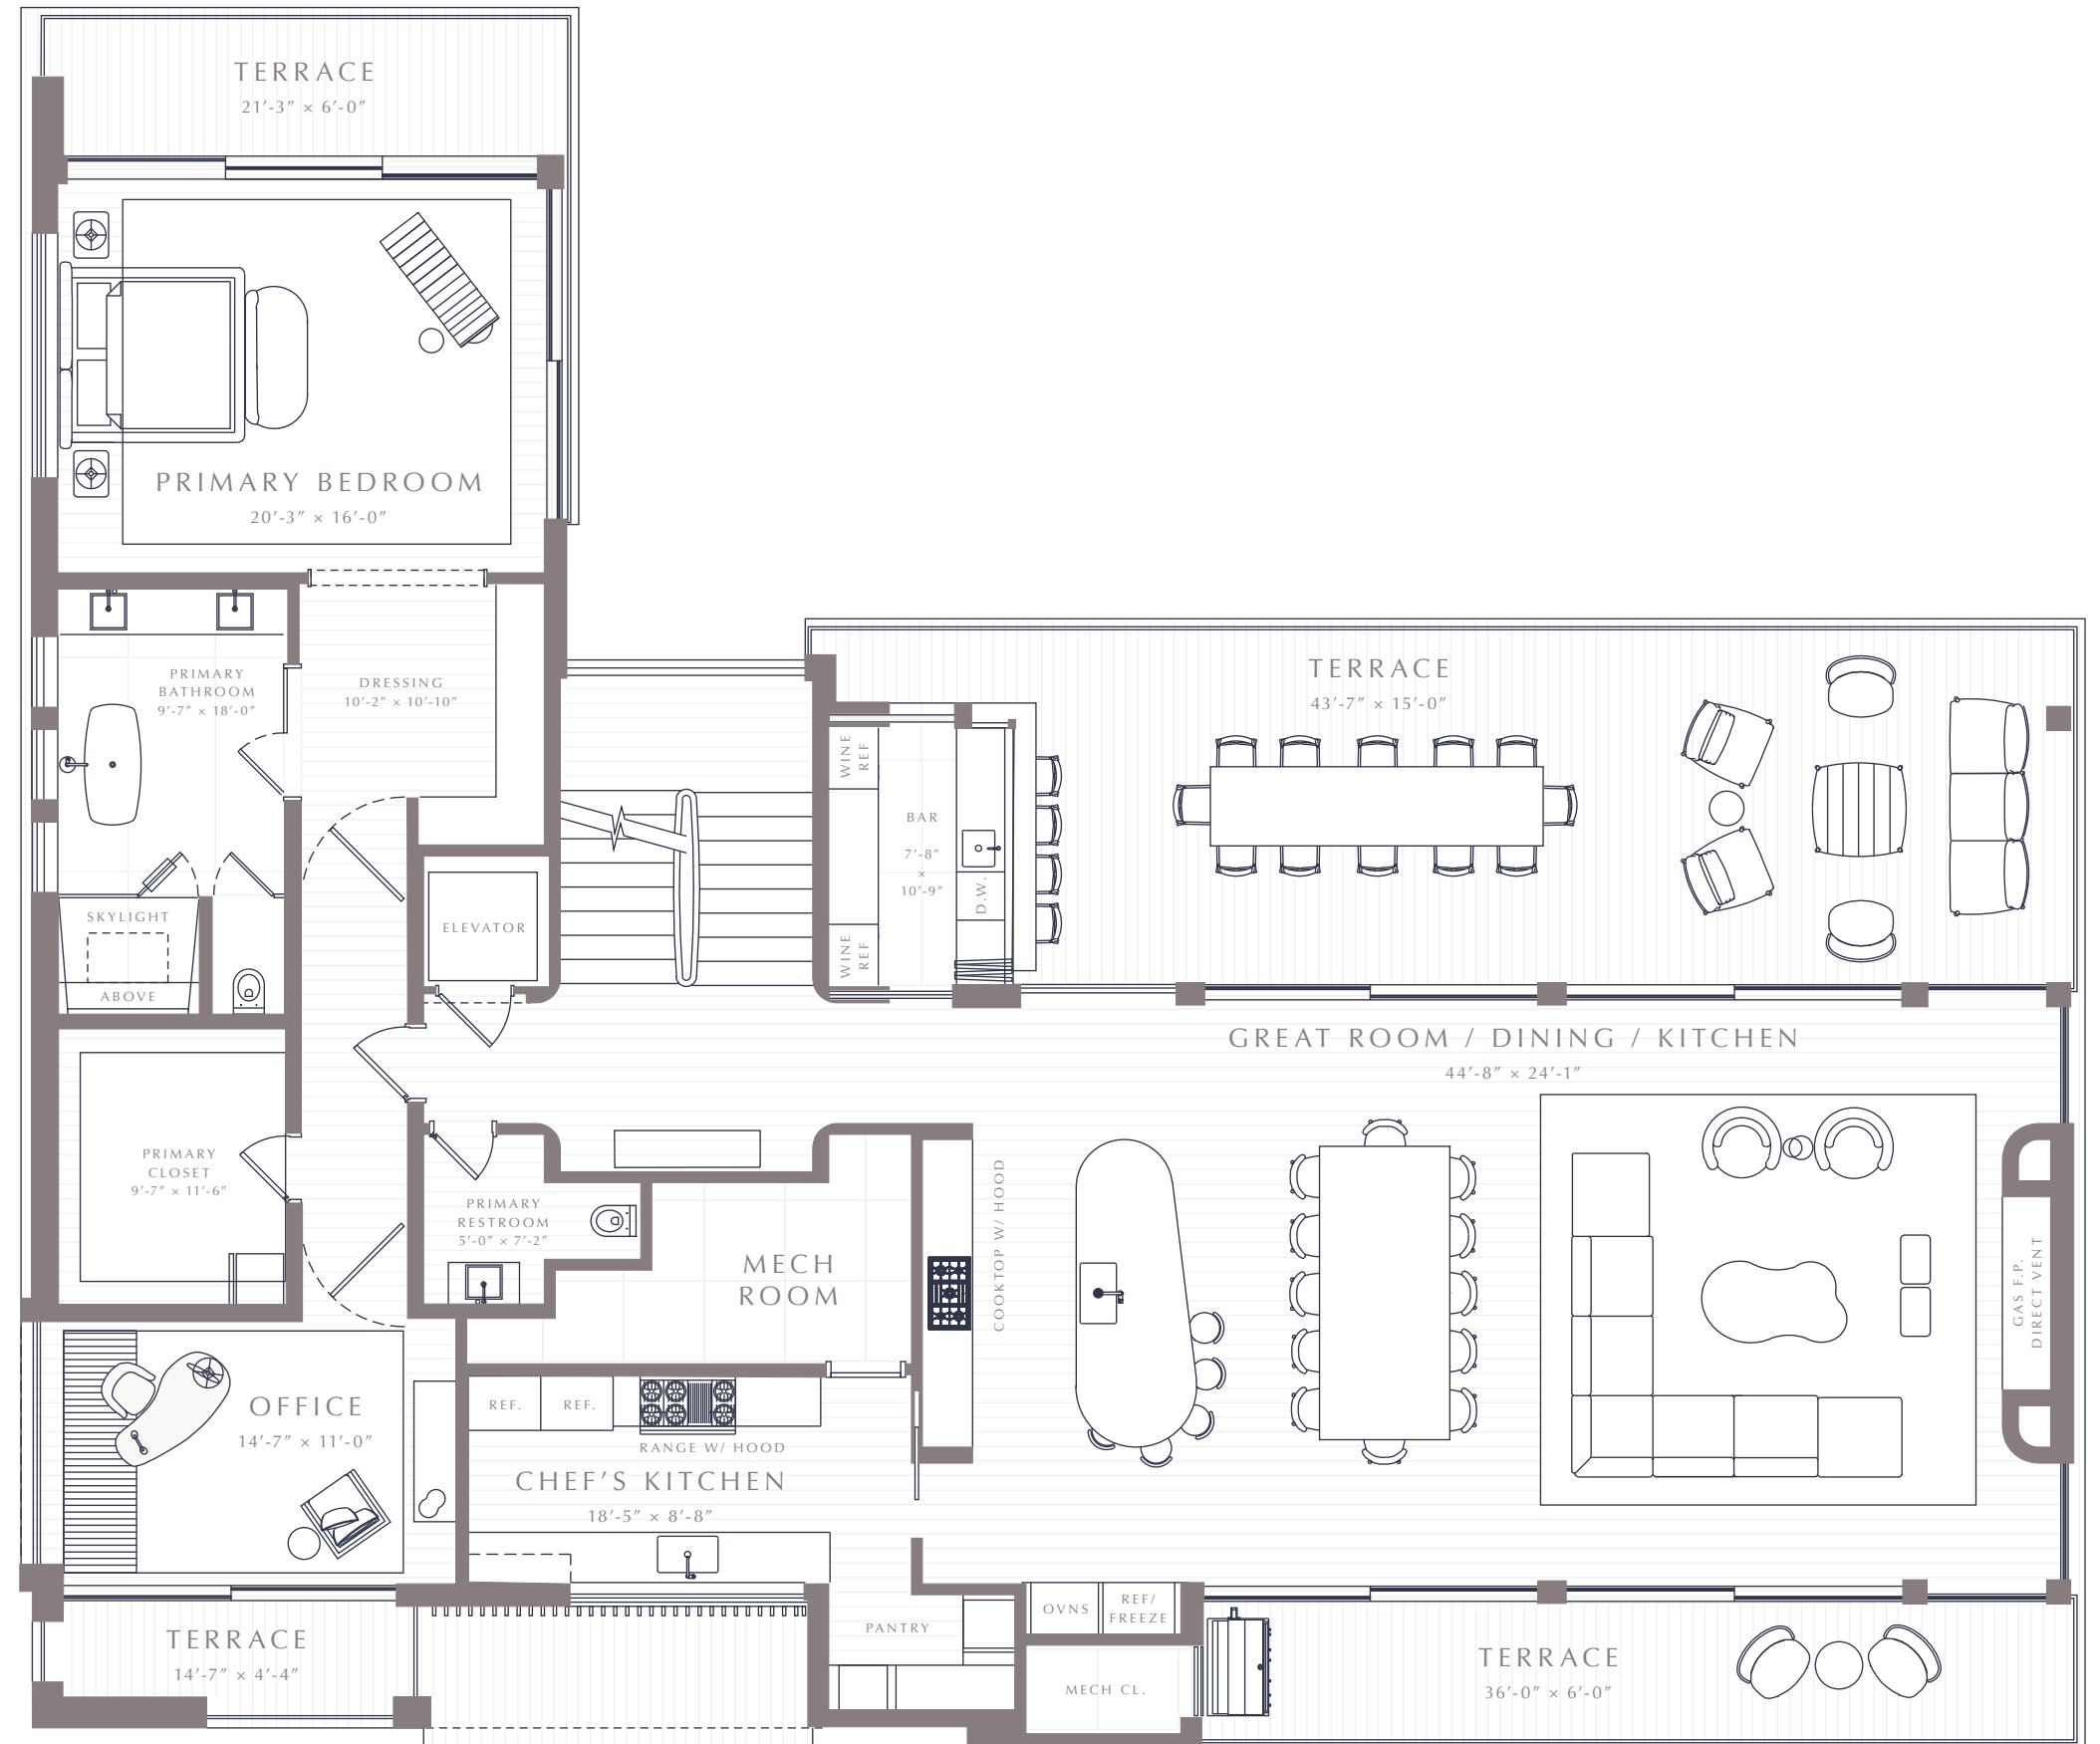 TERRACE
21′-3″ × 6′-0″
PRIMARY BEDROOM
20′-3″ × 16′-0″
PRIMARY
BATHROOM
9′-7″ × 18′-0″
DRESSING
10′-2″ × 10′-10″
TERRACE
43′-7″ × 15′-0″
WINE
REF
BAR
7′-8″
×
10′-9″
D.W.
WINE
REF
SKYLIGHT
ABOVE
ELEVATOR
GREAT ROOM / DINING / KITCHEN
44′-8″ × 24′-1″
PRIMARY
CLOSET
9′-7″ × 11′-6″
PRIMARY
RESTROOM
5′-0″ × 7′-2″
MECH
ROOM
COOKTOP W/ HOOD
GAS F.P.
DIRECT VENT
OFFICE
14′-7″ × 11′-0″
REF.
REF.
RANGE W/ HOOD
CHEF’S KITCHEN
18′-5″ × 8′-8″
PANTRY
OVNS
REF/
FREEZE
MECH CL.
TERRACE
14′-7″ × 4′-4″
TERRACE
36′-0″ × 6′-0″